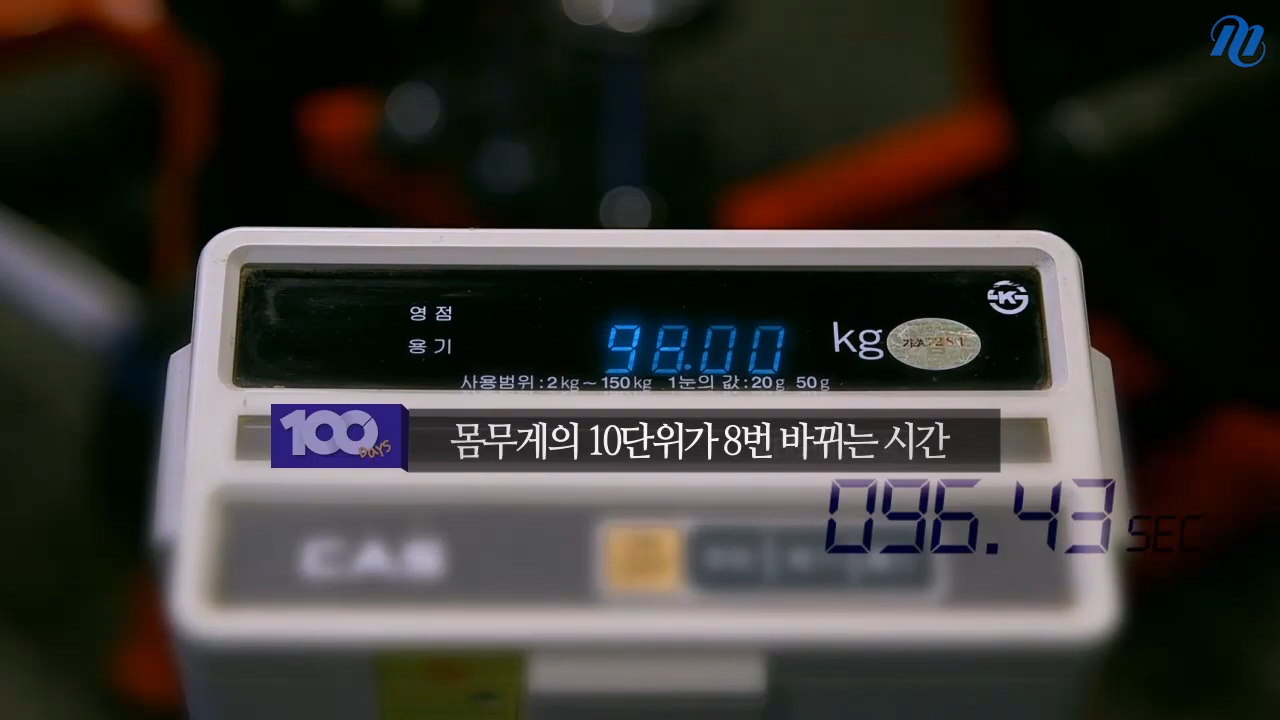 영점
98.00 kg
용기
사용범위 : 2 kg ~ 150 kg 1눈의 값 : 20 g 50 g
100 Days
몸무게의 10단위가 8번 바뀌는 시간
096.43 SEC
CAS